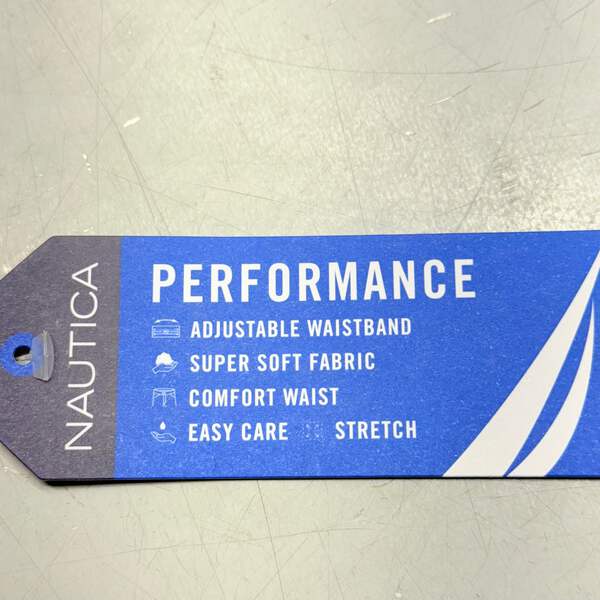 NAUTICA
PERFORMANCE
ADJUSTABLE WAISTBAND
SUPER SOFT FABRIC
COMFORT WAIST
EASY CARE STRETCH